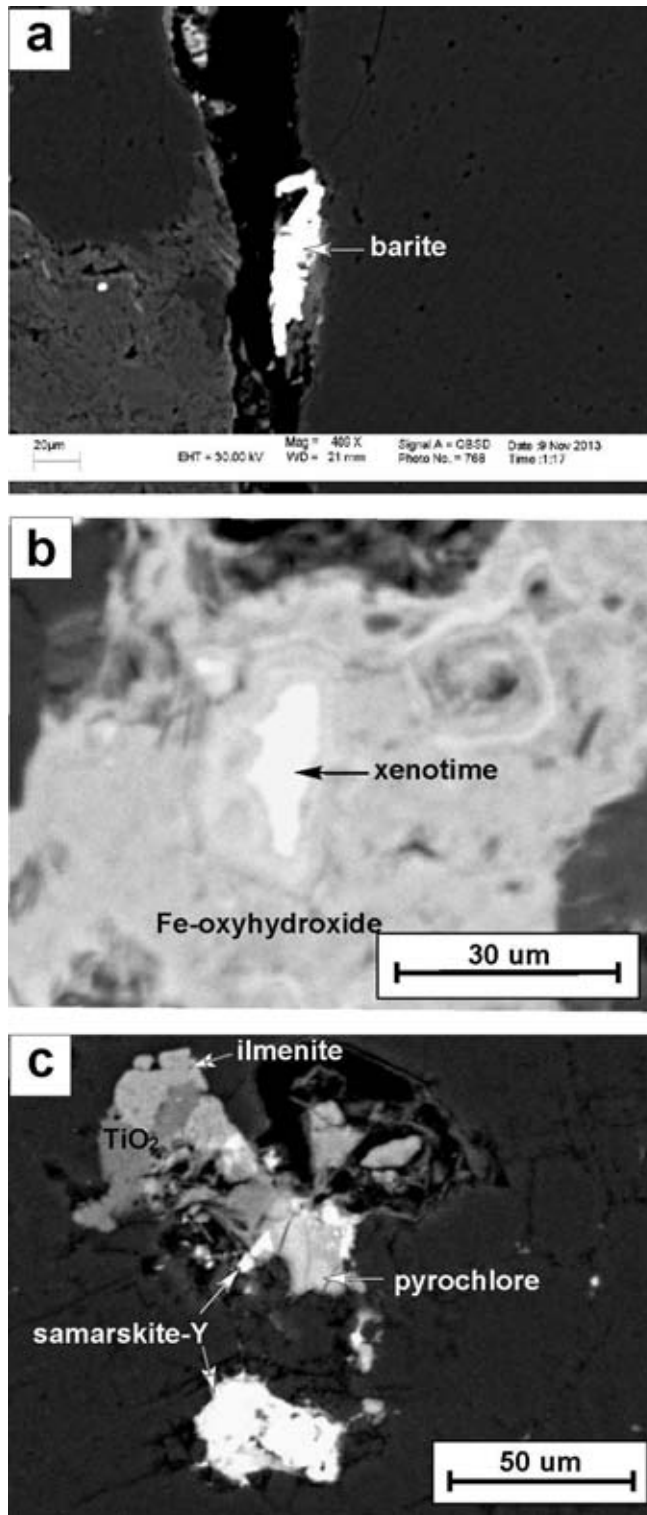 a
barite
20µm
EHT = 30.00 kV
Mag = 400 X
WD = 21 mm
Signal A = QBSD
Photo No. = 768
Date :9 Nov 2013
Time :1:17
b
xenotime
Fe-oxyhydroxide
30 um
c
ilmenite
TiO₂
pyrochlore
samarskite-Y
50 um